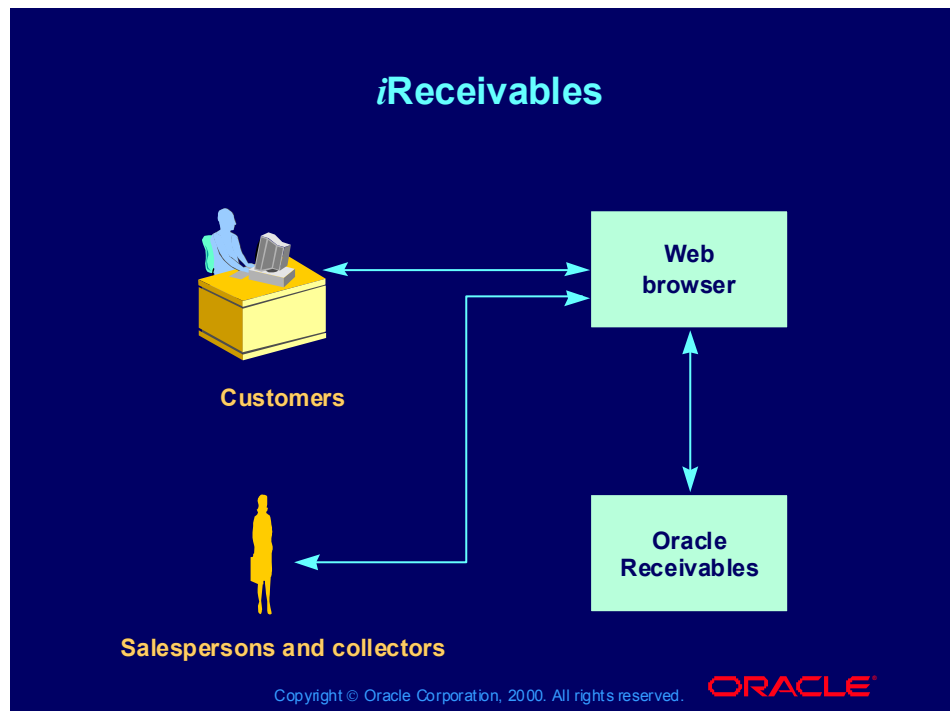 iReceivables
Web
browser
Customers
Oracle
Receivables
Salespersons and collectors
Copyright © Oracle Corporation, 2000. All rights reserved.
ORACLE®